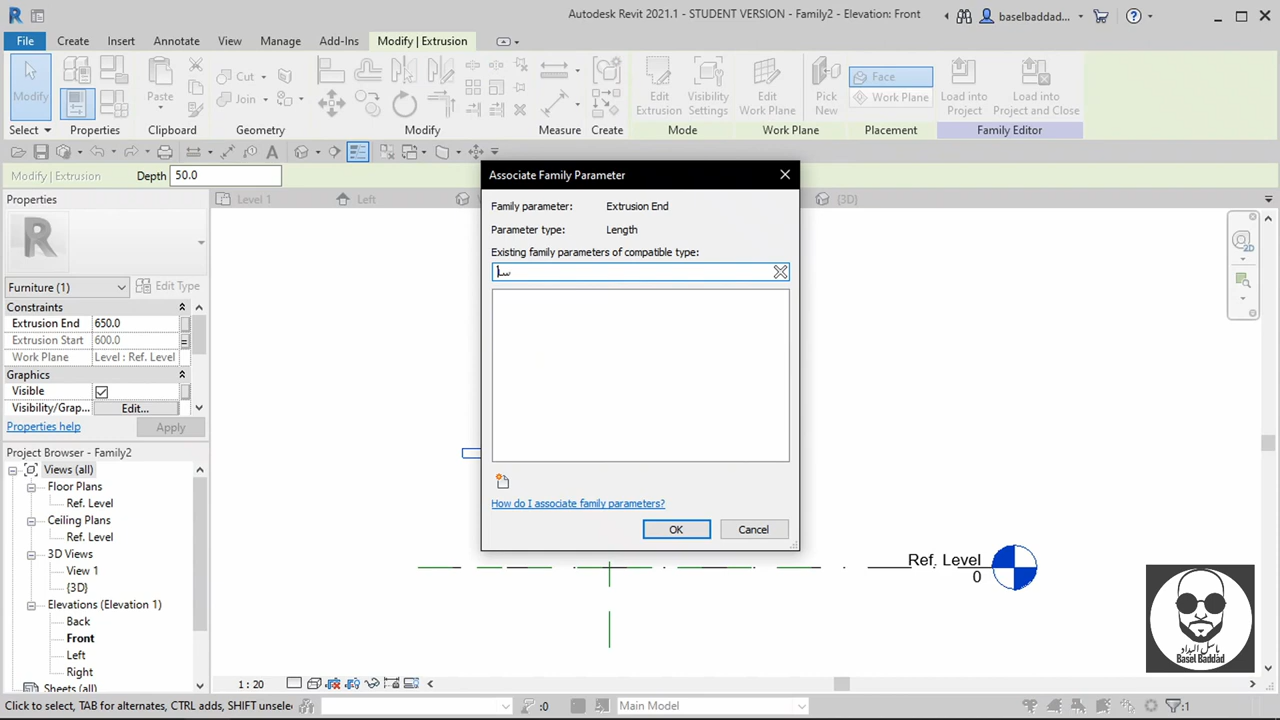 Autodesk Revit 2021.1 - STUDENT VERSION - Family2 - Elevation: Front
baselbaddad...
File Create Insert Annotate View Manage Add-Ins Modify | Extrusion
Modify
Paste
Cut
Join
Edit Extrusion
Visibility Settings
Edit Work Plane
Pick New
Face
Work Plane
Load into Project
Load into Project and Close
Select Properties Clipboard Geometry Modify Measure Create Mode Work Plane Placement Family Editor
Modify | Extrusion Depth 50.0
Properties
Level 1 Left {3D}
Furniture (1) Edit Type
Constraints
Extrusion End 650.0
Extrusion Start 600.0
Work Plane Level : Ref. Level
Graphics
Visible
Visibility/Grap... Edit...
Properties help Apply
Project Browser - Family2
Views (all)
Floor Plans
Ref. Level
Ceiling Plans
Ref. Level
3D Views
View 1
{3D}
Elevations (Elevation 1)
Back
Front
Left
Right
Sheets (all)
Associate Family Parameter
Family parameter: Extrusion End
Parameter type: Length
Existing family parameters of compatible type:
سا
How do I associate family parameters?
OK Cancel
Ref. Level
0
باسل البداد
Basel Baddad
1 : 20
Click to select, TAB for alternates, CTRL adds, SHIFT unselec
:0 Main Model :1